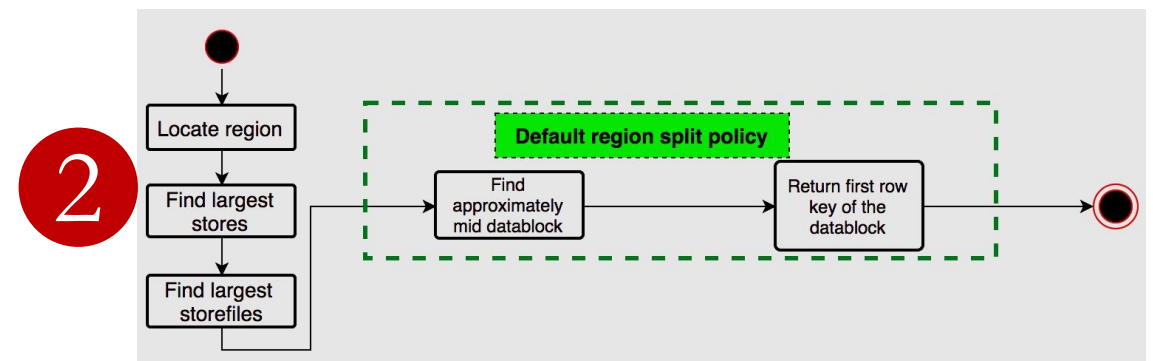 2
Locate region
Find largest
stores
Find largest
storefiles
Default region split policy
Find
approximately
mid datablock
Return first row
key of the
datablock